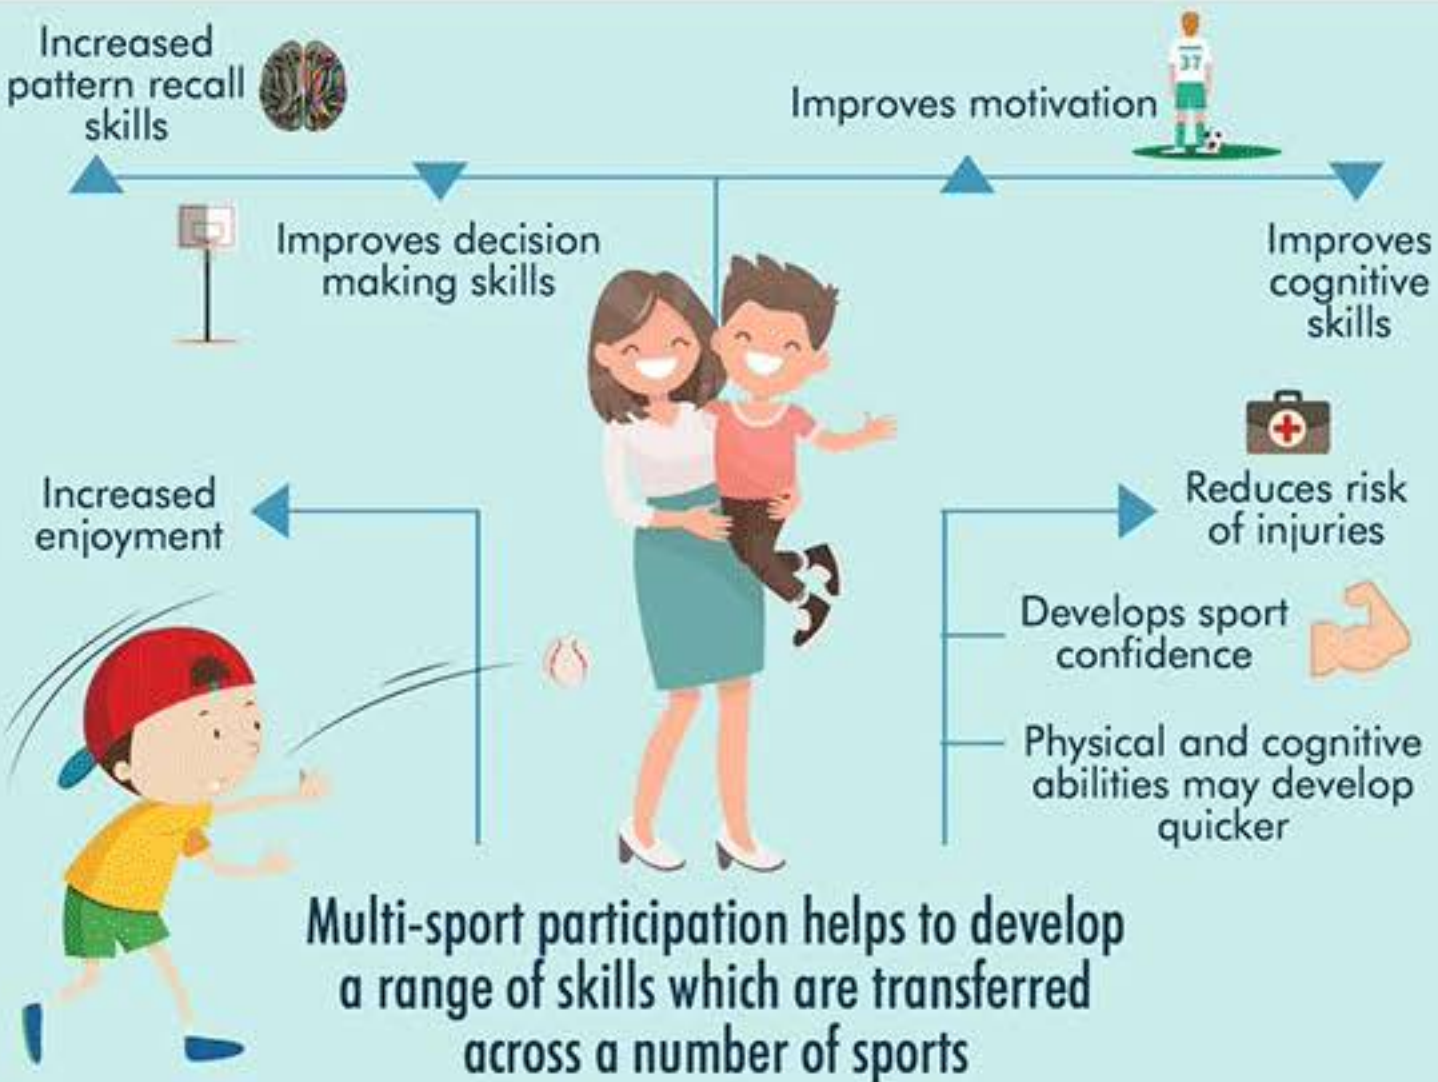 Increased
pattern recall
skills
Improves motivation
37
Improves decision
making skills
Improves
cognitive
skills
Increased
enjoyment
Reduces risk
of injuries
Develops sport
confidence
Physical and cognitive
abilities may develop
quicker
Multi-sport participation helps to develop
a range of skills which are transferred
across a number of sports